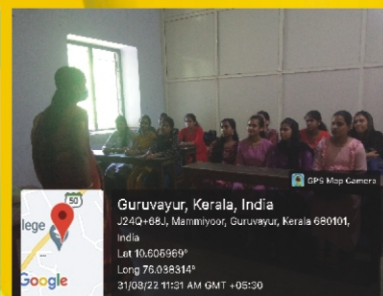 GPS Map Camera
Guruvayur, Kerala, India
J24Q+68J, Mammiyoor, Guruvayur, Kerala 680101,
India
Lat 10.606969°
Long 76.038314°
31/08/22 11:31 AM GMT +05:30
50
lege
Google